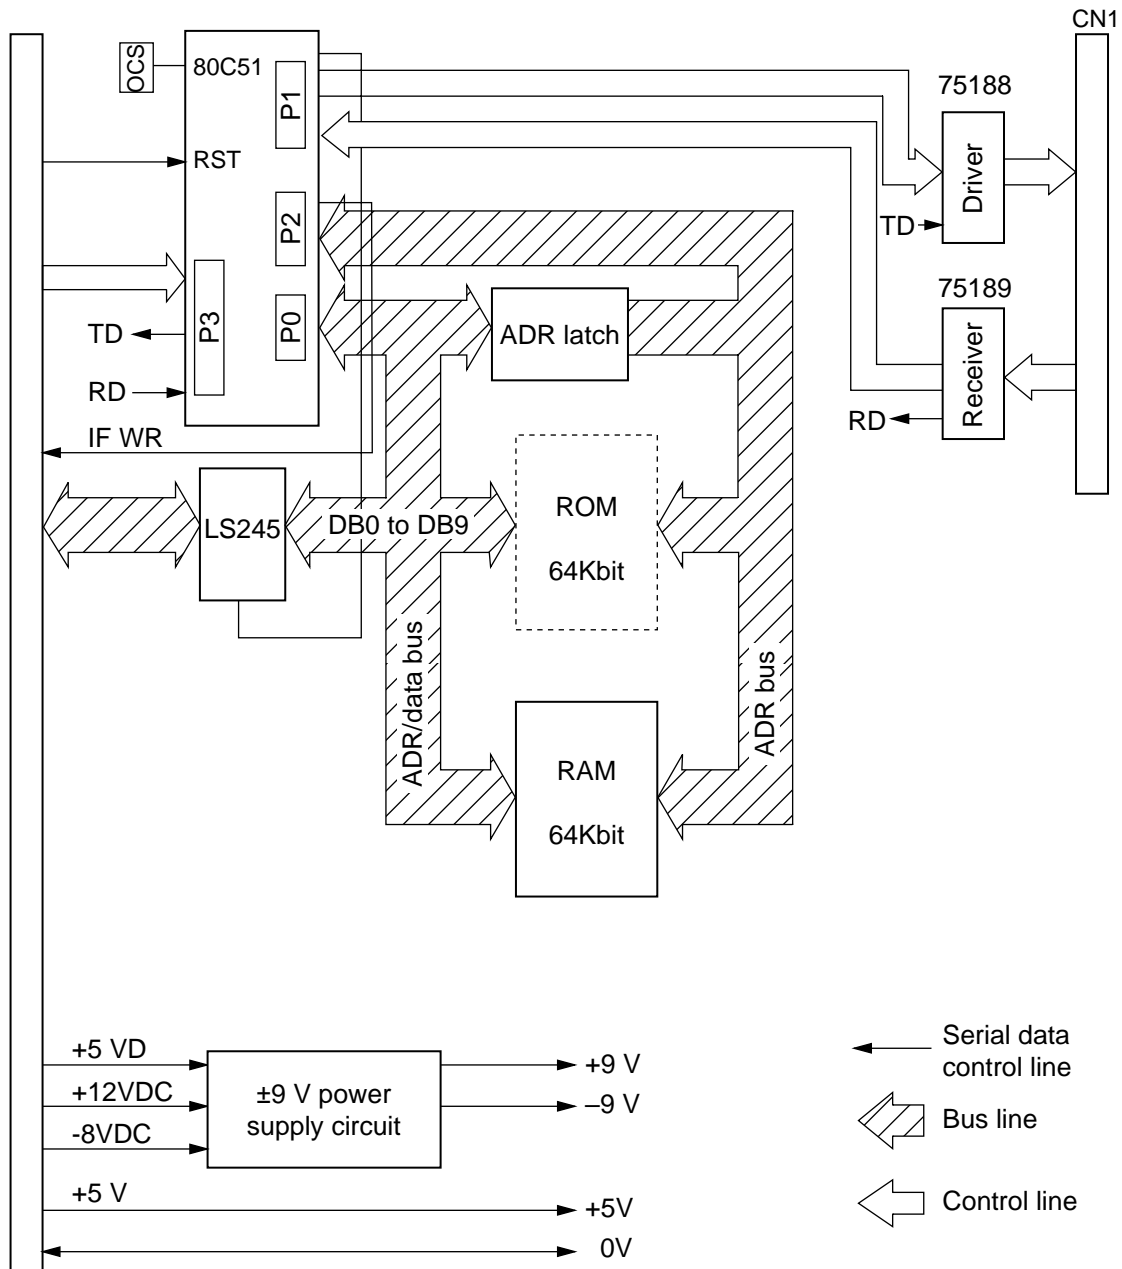 CN1
OCS
80C51
P1
75188
Driver
TD
RST
P2
P3
P0
TD
RD
75189
Receiver
RD
ADR latch
IF WR
LS245
DB0 to DB9
ROM
64Kbit
ADR/data bus
ADR bus
RAM
64Kbit
+5 VD
+12VDC
-8VDC
±9 V power
supply circuit
+9 V
–9 V
+5 V
+5V
0V
Serial data
control line
Bus line
Control line